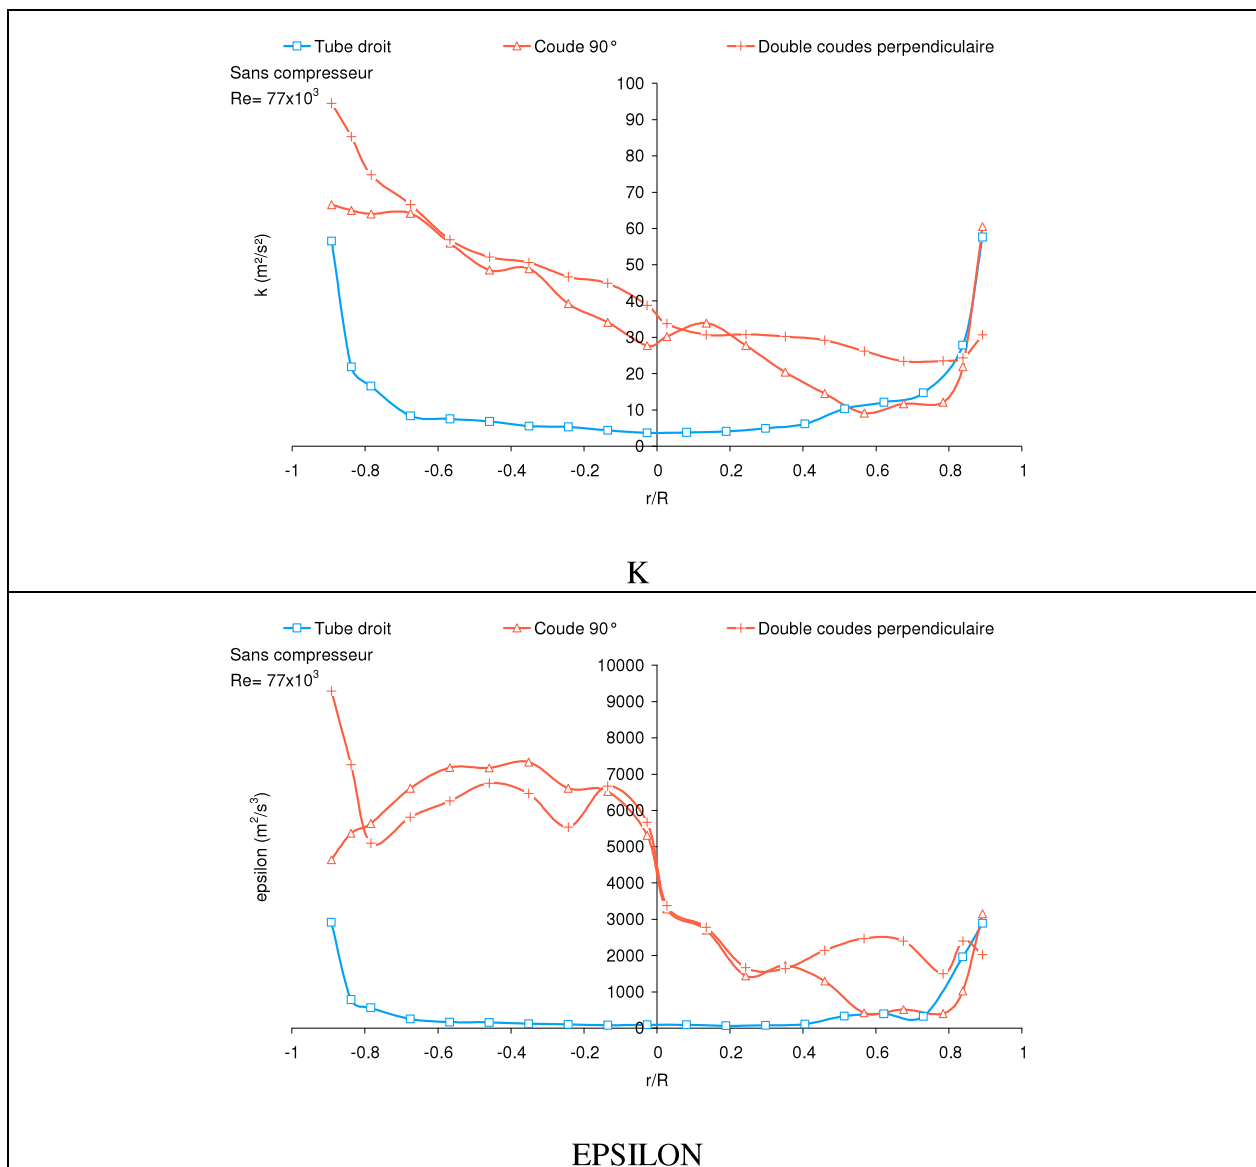 Tube droit Coude 90° Double coudes perpendiculaire
Sans compresseur
Re= 77x10³
100
90
80
70
60
50
40
30
20
10
0
k (m²/s²)
-1 -0.8 -0.6 -0.4 -0.2 0 0.2 0.4 0.6 0.8 1
r/R
K
Tube droit Coude 90° Double coudes perpendiculaire
Sans compresseur
Re= 77x10³
10000
9000
8000
7000
6000
5000
4000
3000
2000
1000
0
epsilon (m²/s³)
-1 -0.8 -0.6 -0.4 -0.2 0 0.2 0.4 0.6 0.8 1
r/R
EPSILON